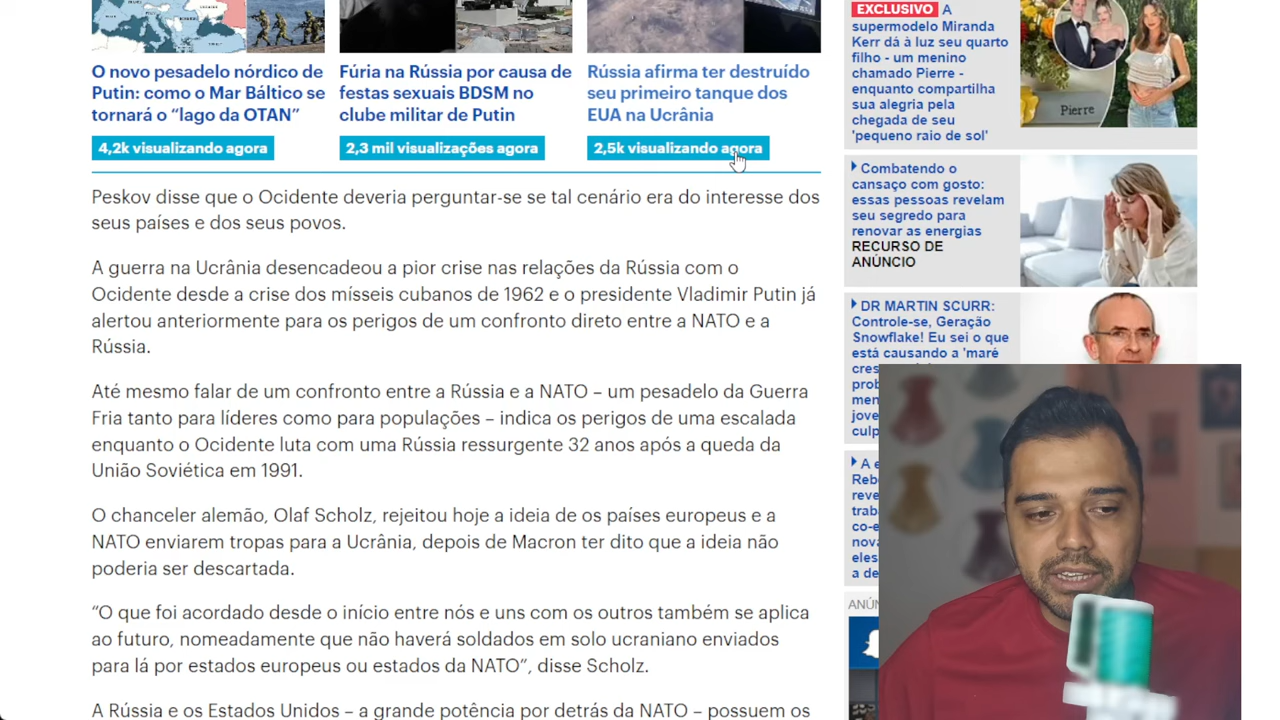 O novo pesadelo nórdico de
Putin: como o Mar Báltico se
tornará o “lago da OTAN”
4,2k visualizando agora
Fúria na Rússia por causa de
festas sexuais BDSM no
clube militar de Putin
2,3 mil visualizações agora
Rússia afirma ter destruído
seu primeiro tanque dos
EUA na Ucrânia
2,5k visualizando agora
Peskov disse que o Ocidente deveria perguntar-se se tal cenário era do interesse dos
seus países e dos seus povos.
A guerra na Ucrânia desencadeou a pior crise nas relações da Rússia com o
Ocidente desde a crise dos mísseis cubanos de 1962 e o presidente Vladimir Putin já
alertou anteriormente para os perigos de um confronto direto entre a NATO e a
Rússia.
Até mesmo falar de um confronto entre a Rússia e a NATO – um pesadelo da Guerra
Fria tanto para líderes como para populações – indica os perigos de uma escalada
enquanto o Ocidente luta com uma Rússia ressurgente 32 anos após a queda da
União Soviética em 1991.
O chanceler alemão, Olaf Scholz, rejeitou hoje a ideia de os países europeus e a
NATO enviarem tropas para a Ucrânia, depois de Macron ter dito que a ideia não
poderia ser descartada.
“O que foi acordado desde o início entre nós e uns com os outros também se aplica
ao futuro, nomeadamente que não haverá soldados em solo ucraniano enviados
para lá por estados europeus ou estados da NATO”, disse Scholz.
A Rússia e os Estados Unidos – a grande potência por detrás da NATO – possuem os
EXCLUSIVO A
supermodelo Miranda
Kerr dá à luz seu quarto
filho - um menino
chamado Pierre -
enquanto compartilha
sua alegria pela
chegada de seu
'pequeno raio de sol'
Pierre
Combatendo o
cansaço com gosto:
essas pessoas revelam
seu segredo para
renovar as energias
RECURSO DE
ANÚNCIO
DR MARTIN SCURR:
Controle-se, Geração
Snowflake! Eu sei o que
está causando a 'maré
cres
prob
men
jove
culp
A e
Rebe
reve
trab
co-e
nova
eles
a de
ANÚN